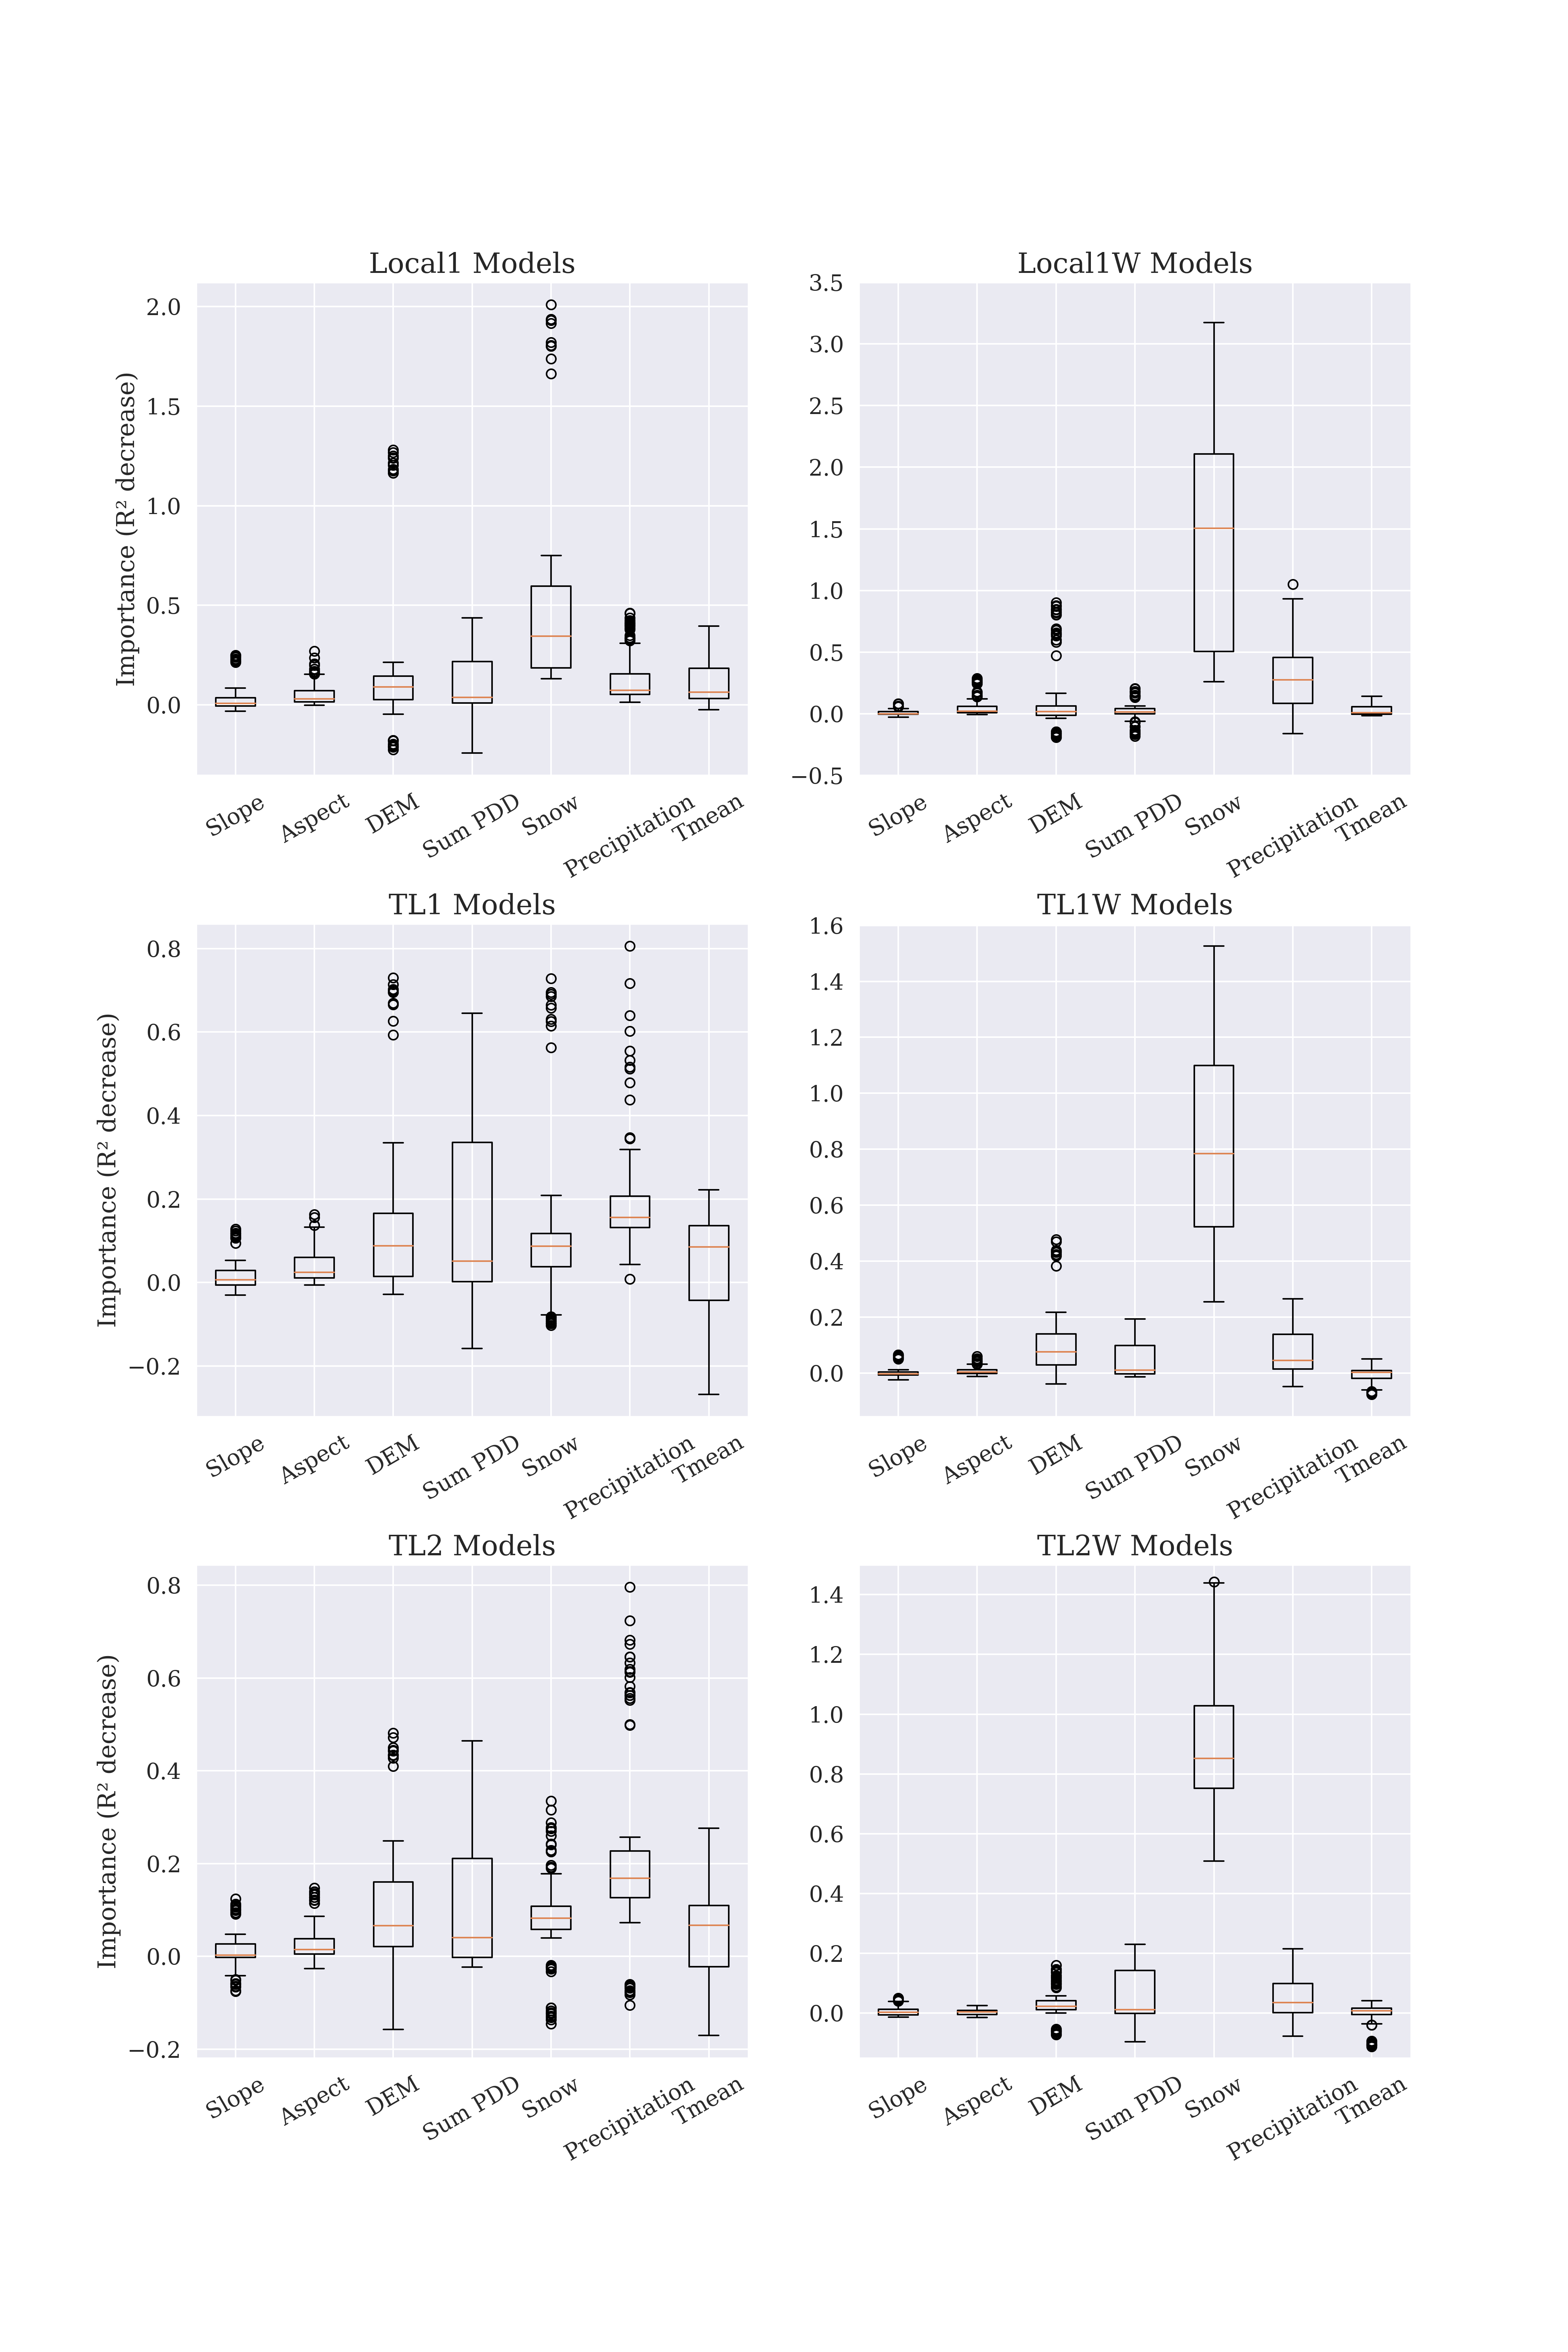 Local1 Models
Importance (R² decrease)
2.0
1.5
1.0
0.5
0.0
Slope
Aspect
DEM
Sum PDD
Snow
Precipitation
Tmean
Local1W Models
3.5
3.0
2.5
2.0
1.5
1.0
0.5
0.0
−0.5
Slope
Aspect
DEM
Sum PDD
Snow
Precipitation
Tmean
TL1 Models
Importance (R² decrease)
0.8
0.6
0.4
0.2
0.0
−0.2
Slope
Aspect
DEM
Sum PDD
Snow
Precipitation
Tmean
TL1W Models
1.6
1.4
1.2
1.0
0.8
0.6
0.4
0.2
0.0
Slope
Aspect
DEM
Sum PDD
Snow
Precipitation
Tmean
TL2 Models
Importance (R² decrease)
0.8
0.6
0.4
0.2
0.0
−0.2
Slope
Aspect
DEM
Sum PDD
Snow
Precipitation
Tmean
TL2W Models
1.4
1.2
1.0
0.8
0.6
0.4
0.2
0.0
Slope
Aspect
DEM
Sum PDD
Snow
Precipitation
Tmean